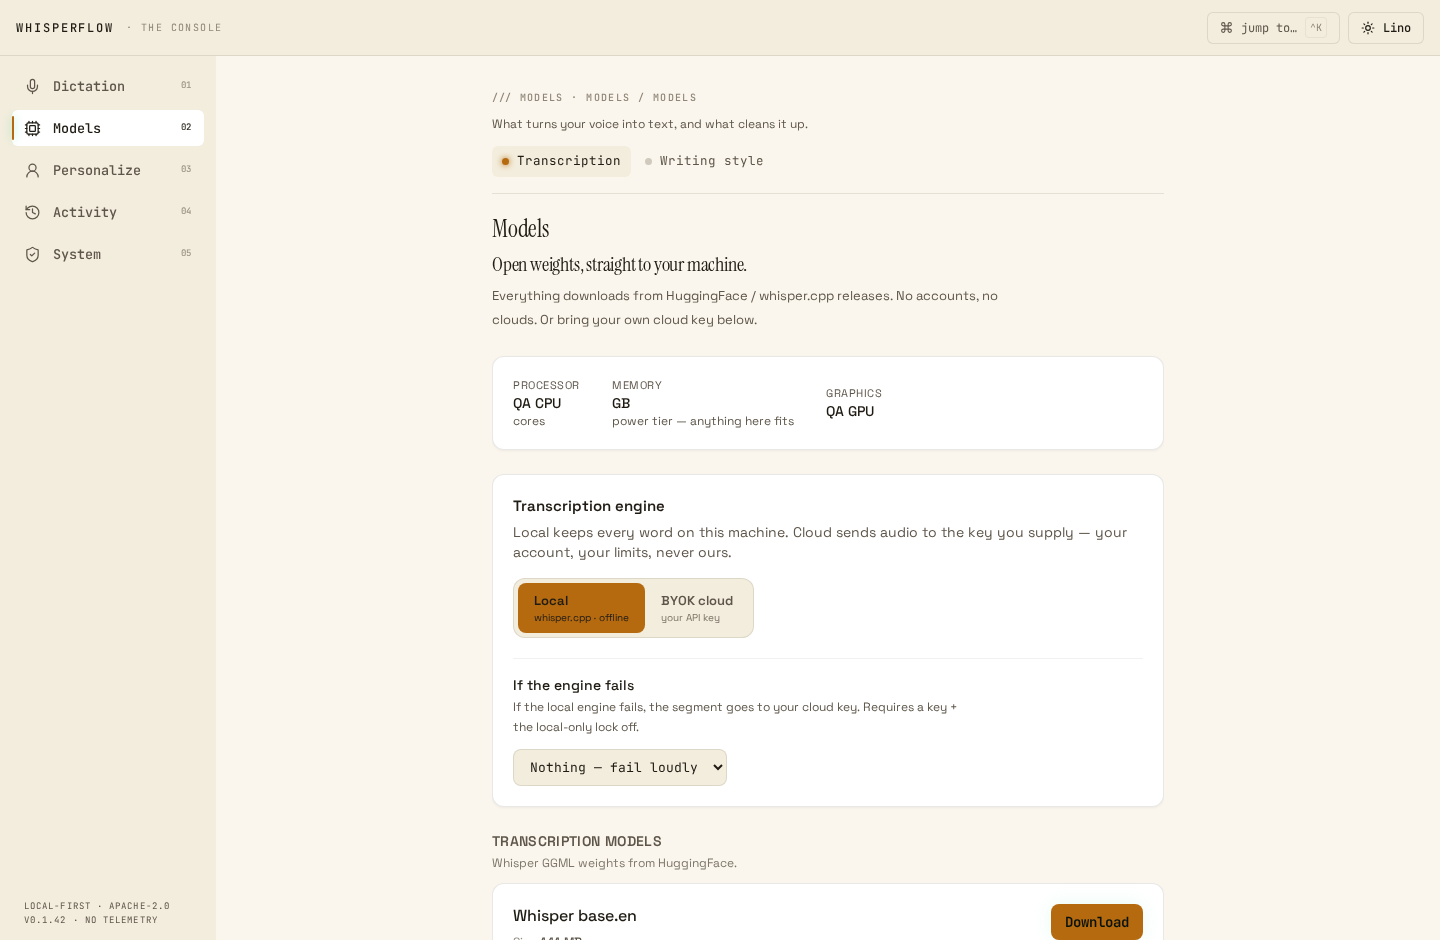 WHISPERFLOW · THE CONSOLE
⌘ jump to… ^K
Lino
Dictation 01
Models 02
Personalize 03
Activity 04
System 05
/// MODELS · MODELS / MODELS
What turns your voice into text, and what cleans it up.
Transcription
Writing style
Models
Open weights, straight to your machine.
Everything downloads from HuggingFace / whisper.cpp releases. No accounts, no
clouds. Or bring your own cloud key below.
PROCESSOR
QA CPU
cores
MEMORY
GB
power tier — anything here fits
GRAPHICS
QA GPU
Transcription engine
Local keeps every word on this machine. Cloud sends audio to the key you supply — your
account, your limits, never ours.
Local
whisper.cpp · offline
BYOK cloud
your API key
If the engine fails
If the local engine fails, the segment goes to your cloud key. Requires a key +
the local-only lock off.
Nothing — fail loudly
TRANSCRIPTION MODELS
Whisper GGML weights from HuggingFace.
Whisper base.en
Download
LOCAL-FIRST · APACHE-2.0
V0.1.42 · NO TELEMETRY